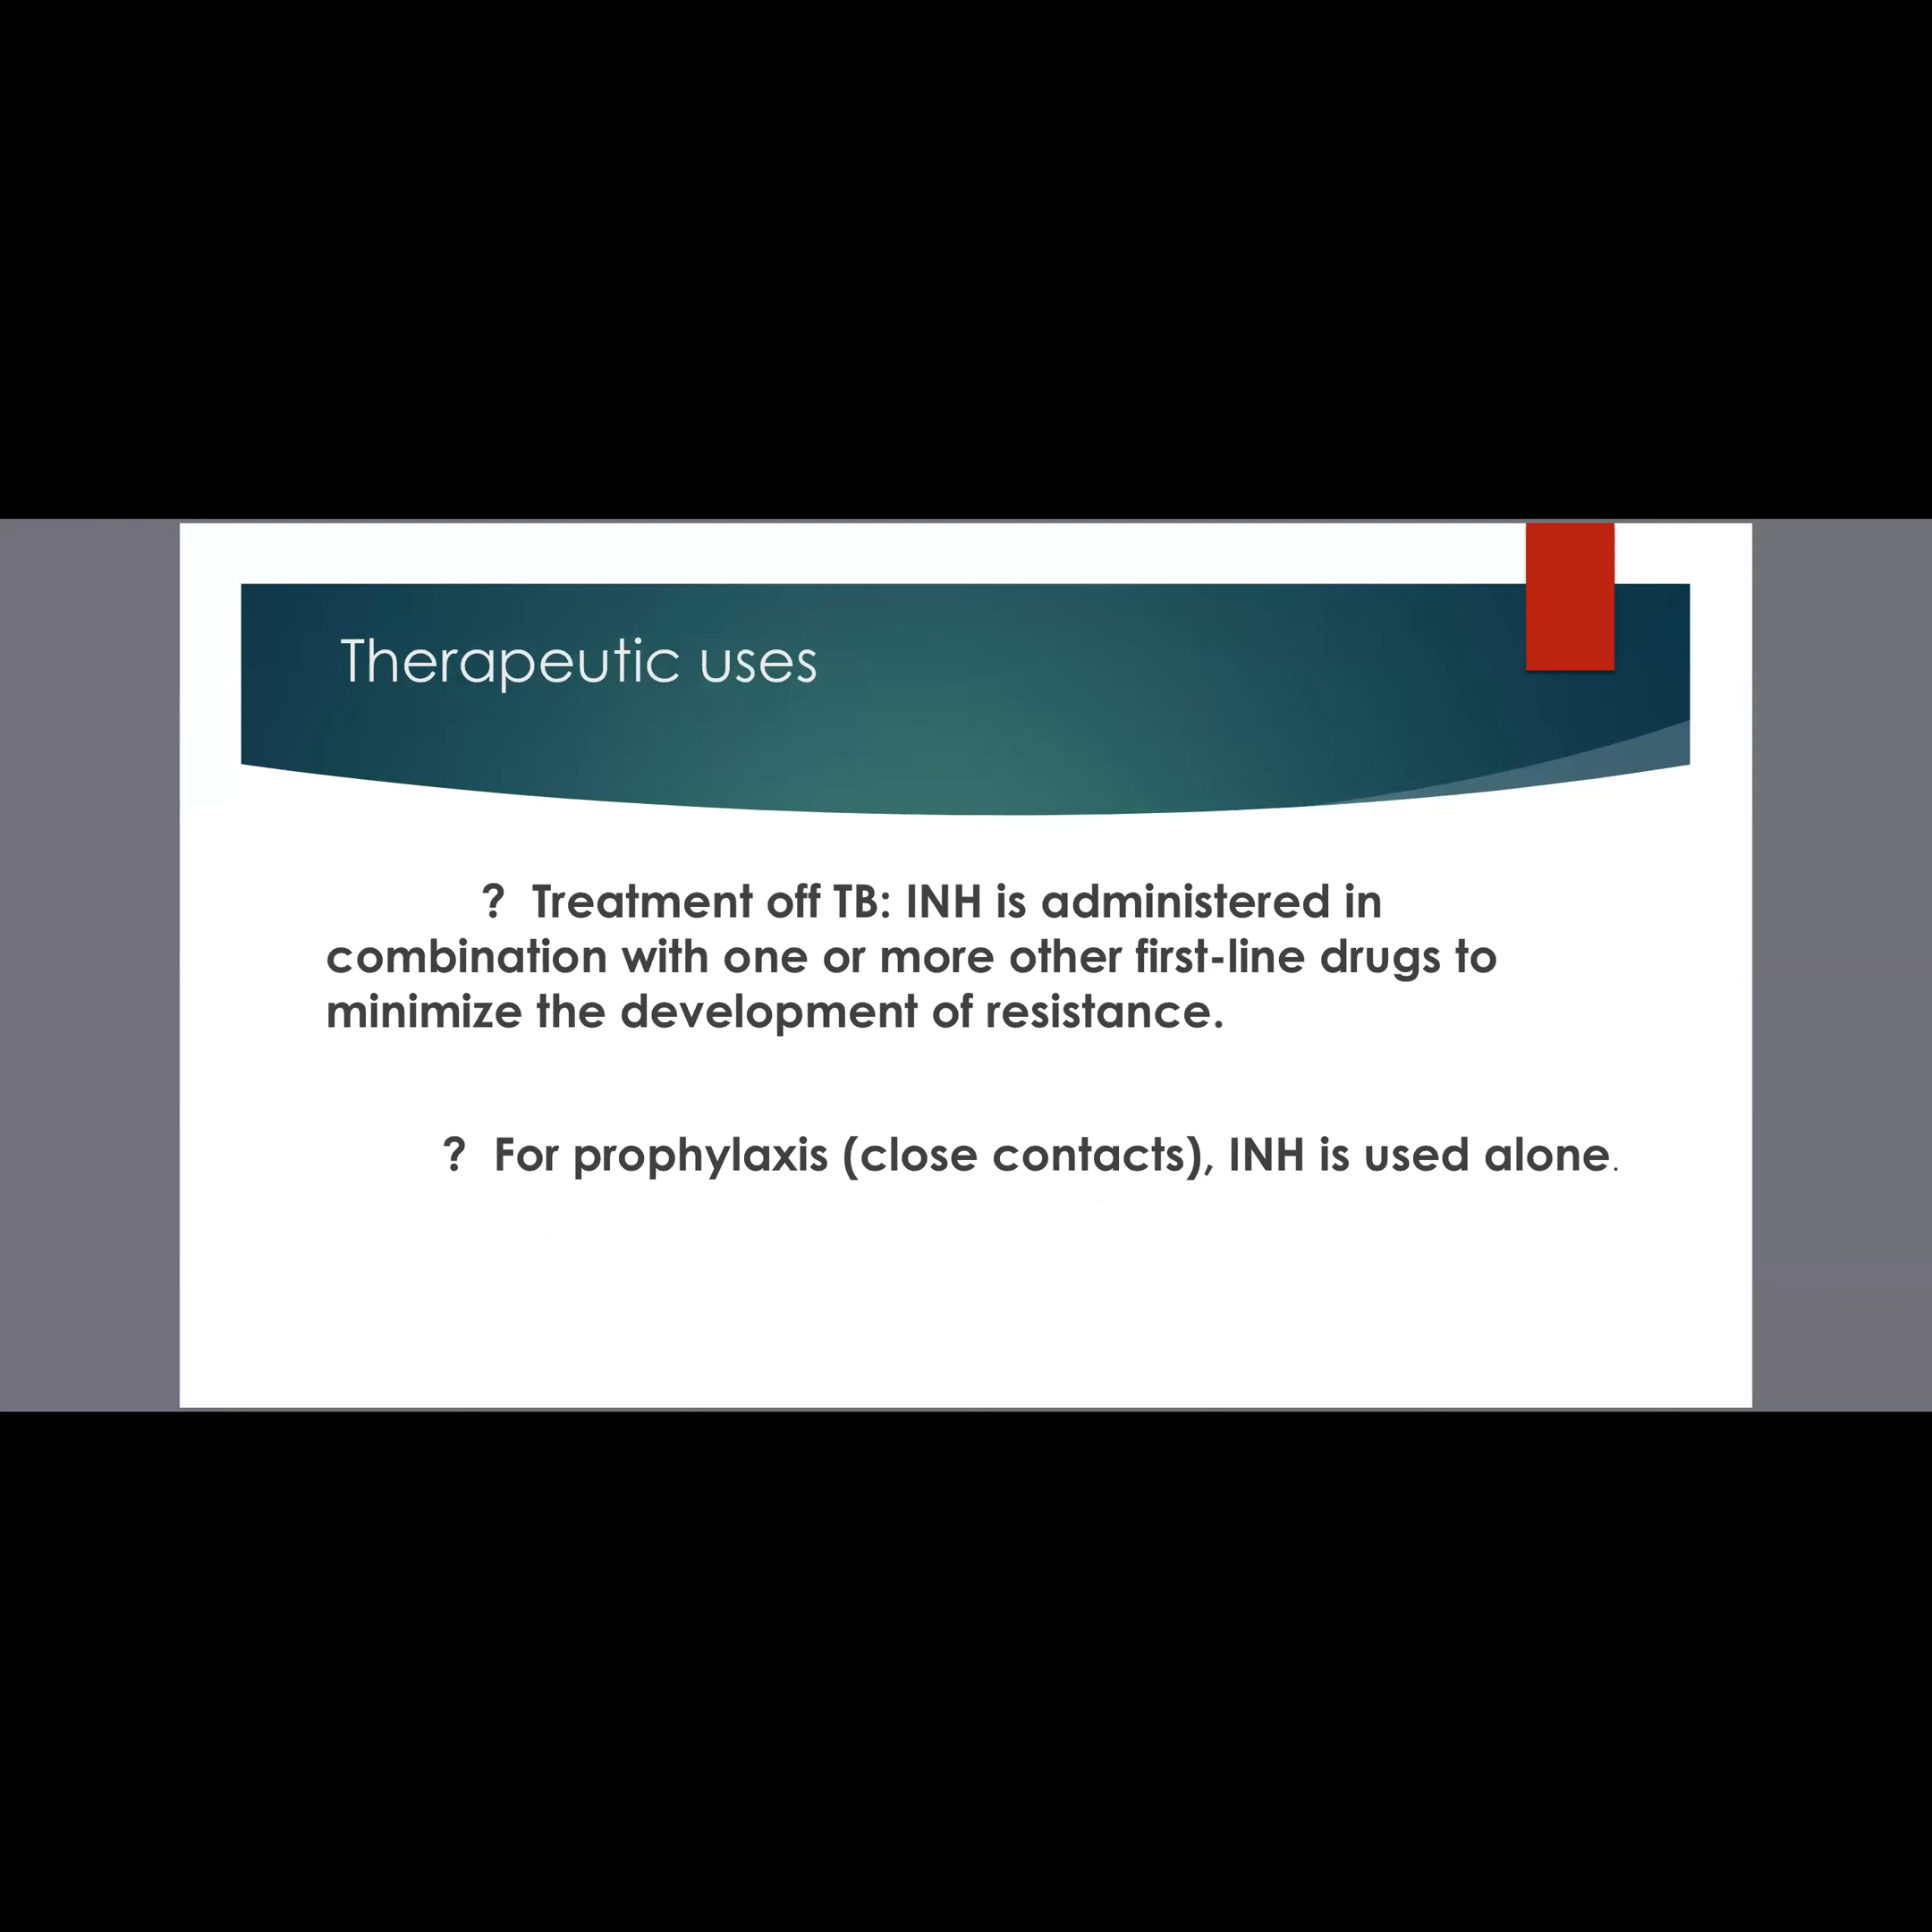 Therapeutic uses
? Treatment off TB: INH is administered in
combination with one or more other first-line drugs to
minimize the development of resistance.
? For prophylaxis (close contacts), INH is used alone.